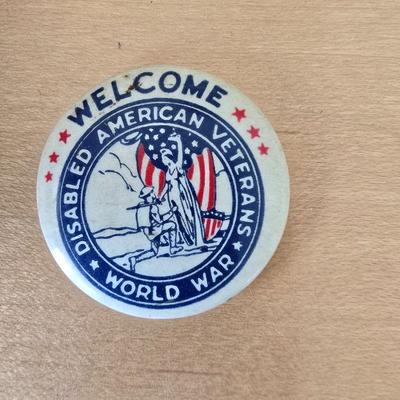 WELCOME
DISABLED AMERICAN VETERANS
WORLD WAR